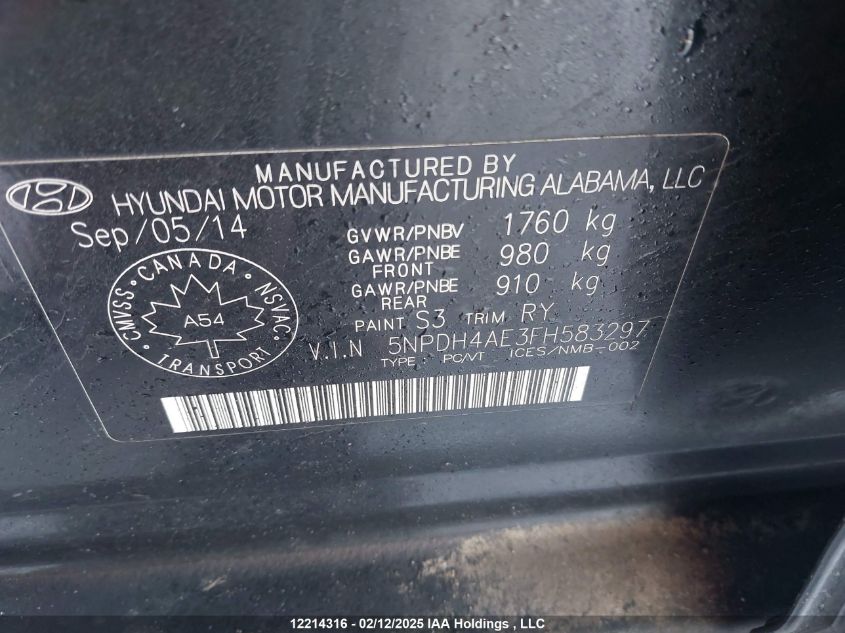 MANUFACTURED BY
HYUNDAI MOTOR MANUFACTURING ALABAMA, LLC
Sep/05/14
GVWR/PNBV 1760 kg
GAWR/PNBE FRONT 980 kg
GAWR/PNBE REAR 910 kg
PAINT S3 TRIM RY
V.I.N 5NPDH4AE3FH583297
TYPE : PC/VT ICES/NMB-002
CANADA
CMVSS
NSVAC
A54
TRANSPORT
12214316 - 02/12/2025 IAA Holdings , LLC